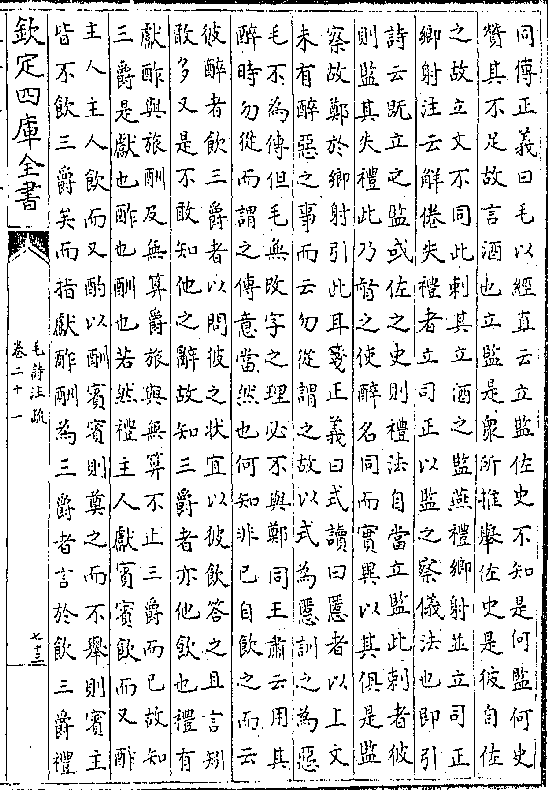 同傳正義曰毛以經直云立監佐史不知是何監何史
贊其不足故言酒也立監是衆所推舉佐史是彼自佐
之故立文不同此刺其立酒之監燕禮鄉射並立司正
鄉射注云解倦失禮者立司正以監之察儀法也即引
詩云既立之監或佐之史則禮法自當立監此刺者彼
則監其失禮此乃督之使醉名同而實異以其俱是監
察故鄭於鄉射引此耳箋正義曰式讀曰慝者以上文
未有醉惡之事而云勿從謂之故以式為慝訓之為惡
毛不為傳但毛無改字之理必不與鄭同王肅云用其
醉時勿從而謂之傳意當然也何知非已自飲之而云
彼醉者飲三爵者以問彼之狀宜以彼飲答之且言矧
敢多又是不敢知他之辭故知三爵者亦他飲也禮有
獻酢與旅酬及無算爵旅與無算不止三爵而已故知
三爵是獻也酢也酬也若然禮主人獻賓賓飲而又酢
主人主人飲而又酌以酬賓賓則奠之而不舉則賓主
皆不飲三爵矣而指獻酢酬為三爵者言於飲三爵禮
欽定四庫全書
毛詩注疏
卷二十一
七十三